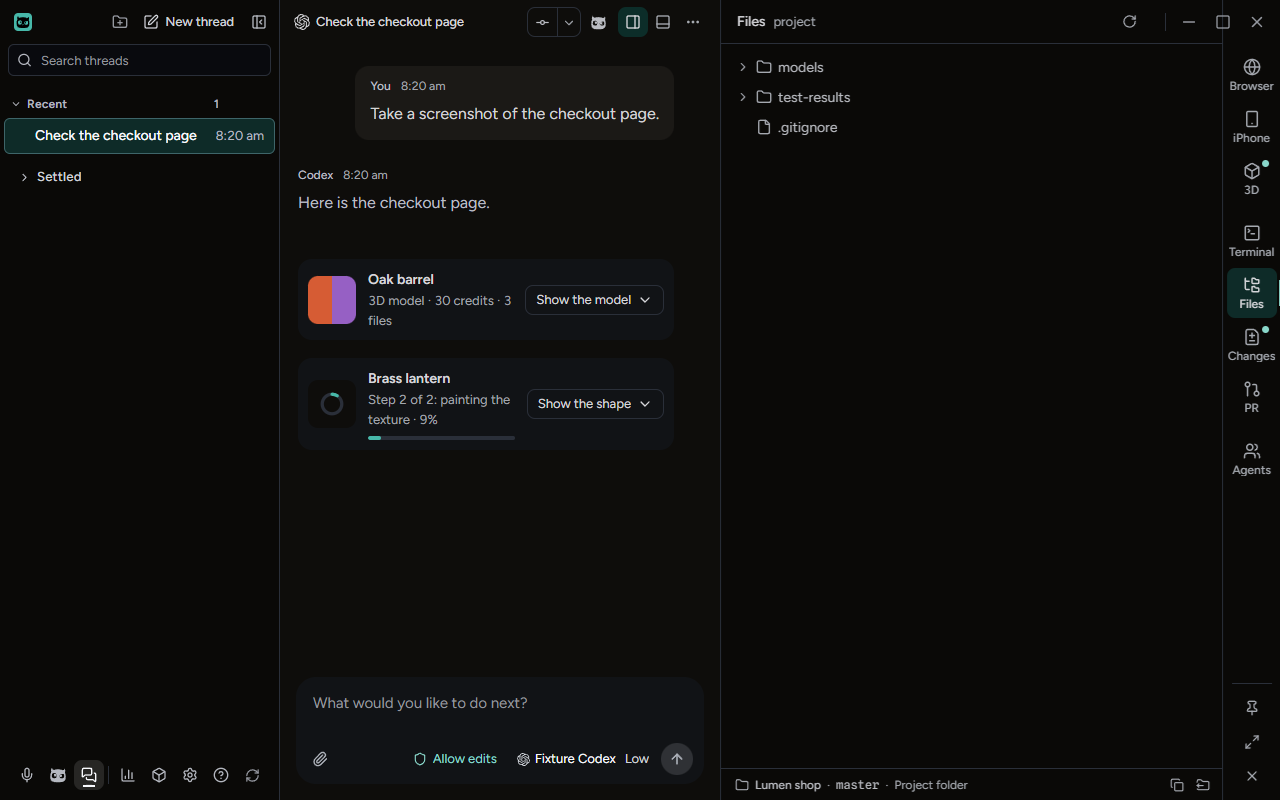 New thread
Search threads
Recent 1
Check the checkout page 8:20 am
Settled
Check the checkout page
You 8:20 am
Take a screenshot of the checkout page.
Codex 8:20 am
Here is the checkout page.
Oak barrel
3D model · 30 credits · 3
files
Show the model
Brass lantern
Step 2 of 2: painting the
texture · 9%
Show the shape
What would you like to do next?
Allow edits Fixture Codex Low
Files project
models
test-results
.gitignore
Lumen shop · master · Project folder
Browser
iPhone
3D
Terminal
Files
Changes
PR
Agents